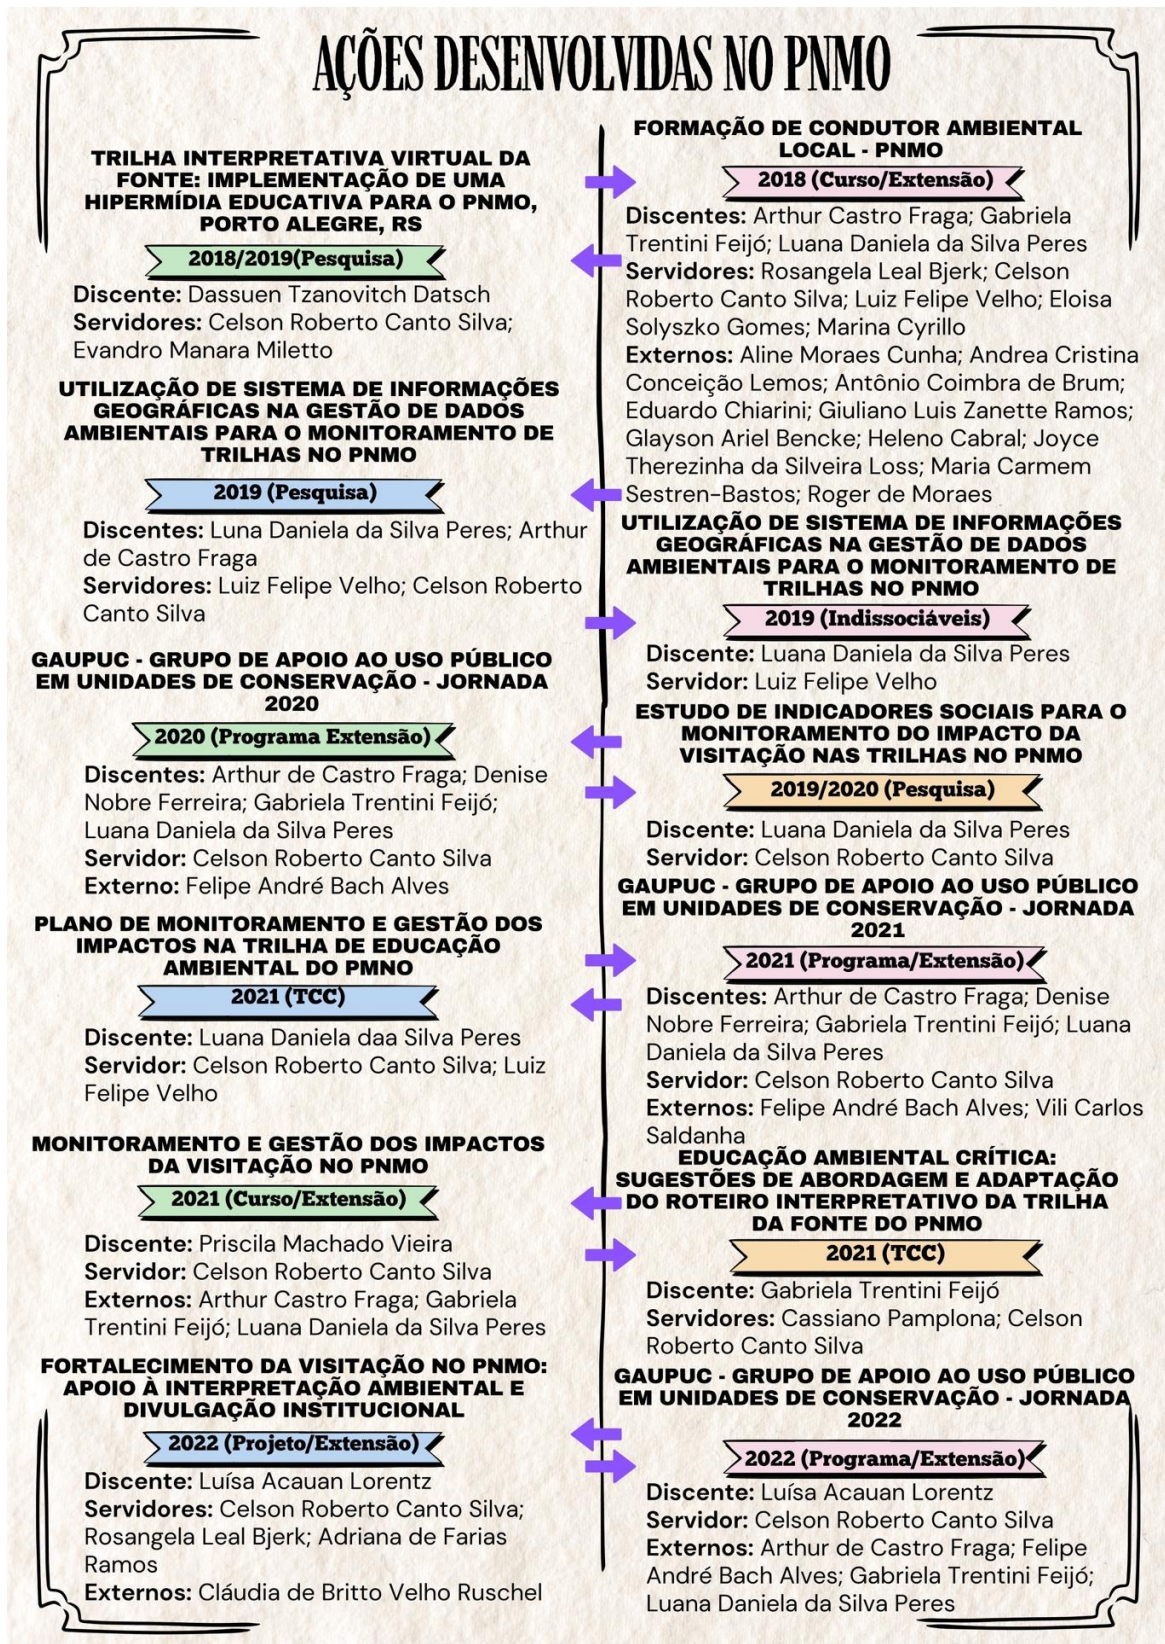 AÇÕES DESENVOLVIDAS NO PNMO
TRILHA INTERPRETATIVA VIRTUAL DA
FONTE: IMPLEMENTAÇÃO DE UMA
HIPERMÍDIA EDUCATIVA PARA O PNMO,
PORTO ALEGRE, RS
2018/2019(Pesquisa)
Discente: Dassuen Tzanovitch Datsch
Servidores: Celson Roberto Canto Silva;
Evandro Manara Miletto
UTILIZAÇÃO DE SISTEMA DE INFORMAÇÕES
GEOGRÁFICAS NA GESTÃO DE DADOS
AMBIENTAIS PARA O MONITORAMENTO DE
TRILHAS NO PNMO
2019 (Pesquisa)
Discentes: Luna Daniela da Silva Peres; Arthur
de Castro Fraga
Servidores: Luiz Felipe Velho; Celson Roberto
Canto Silva
GAUPUC - GRUPO DE APOIO AO USO PÚBLICO
EM UNIDADES DE CONSERVAÇÃO - JORNADA
2020
2020 (Programa Extensão)
Discentes: Arthur de Castro Fraga; Denise
Nobre Ferreira; Gabriela Trentini Feijó;
Luana Daniela da Silva Peres
Servidor: Celson Roberto Canto Silva
Externo: Felipe André Bach Alves
PLANO DE MONITORAMENTO E GESTÃO DOS
IMPACTOS NA TRILHA DE EDUCAÇÃO
AMBIENTAL DO PMNO
2021 (TCC)
Discente: Luana Daniela daa Silva Peres
Servidor: Celson Roberto Canto Silva; Luiz
Felipe Velho
MONITORAMENTO E GESTÃO DOS IMPACTOS
DA VISITAÇÃO NO PNMO
2021 (Curso/Extensão)
Discente: Priscila Machado Vieira
Servidor: Celson Roberto Canto Silva
Externos: Arthur Castro Fraga; Gabriela
Trentini Feijó; Luana Daniela da Silva Peres
FORTALECIMENTO DA VISITAÇÃO NO PNMO:
APOIO À INTERPRETAÇÃO AMBIENTAL E
DIVULGAÇÃO INSTITUCIONAL
2022 (Projeto/Extensão)
Discente: Luísa Acauan Lorentz
Servidores: Celson Roberto Canto Silva;
Rosangela Leal Bjerk; Adriana de Farias
Ramos
Externos: Cláudia de Britto Velho Ruschel
FORMAÇÃO DE CONDUTOR AMBIENTAL
LOCAL - PNMO
2018 (Curso/Extensão)
Discentes: Arthur Castro Fraga; Gabriela
Trentini Feijó; Luana Daniela da Silva Peres
Servidores: Rosangela Leal Bjerk; Celson
Roberto Canto Silva; Luiz Felipe Velho; Eloisa
Solyszko Gomes; Marina Cyrillo
Externos: Aline Moraes Cunha; Andrea Cristina
Conceição Lemos; Antônio Coimbra de Brum;
Eduardo Chiarini; Giuliano Luis Zanette Ramos;
Glayson Ariel Bencke; Heleno Cabral; Joyce
Therezinha da Silveira Loss; Maria Carmem
Sestren-Bastos; Roger de Moraes
UTILIZAÇÃO DE SISTEMA DE INFORMAÇÕES
GEOGRÁFICAS NA GESTÃO DE DADOS
AMBIENTAIS PARA O MONITORAMENTO DE
TRILHAS NO PNMO
2019 (Indissociáveis)
Discente: Luana Daniela da Silva Peres
Servidor: Luiz Felipe Velho
ESTUDO DE INDICADORES SOCIAIS PARA O
MONITORAMENTO DO IMPACTO DA
VISITAÇÃO NAS TRILHAS NO PNMO
2019/2020 (Pesquisa)
Discente: Luana Daniela da Silva Peres
Servidor: Celson Roberto Canto Silva
GAUPUC - GRUPO DE APOIO AO USO PÚBLICO
EM UNIDADES DE CONSERVAÇÃO - JORNADA
2021
2021 (Programa/Extensão)
Discentes: Arthur de Castro Fraga; Denise
Nobre Ferreira; Gabriela Trentini Feijó; Luana
Daniela da Silva Peres
Servidor: Celson Roberto Canto Silva
Externos: Felipe André Bach Alves; Vili Carlos
Saldanha
EDUCAÇÃO AMBIENTAL CRÍTICA:
SUGESTÕES DE ABORDAGEM E ADAPTAÇÃO
DO ROTEIRO INTERPRETATIVO DA TRILHA
DA FONTE DO PNMO
2021 (TCC)
Discente: Gabriela Trentini Feijó
Servidores: Cassiano Pamplona; Celson
Roberto Canto Silva
GAUPUC - GRUPO DE APOIO AO USO PÚBLICO
EM UNIDADES DE CONSERVAÇÃO - JORNADA
2022
2022 (Programa/Extensão)
Discente: Luísa Acauan Lorentz
Servidor: Celson Roberto Canto Silva
Externos: Arthur de Castro Fraga; Felipe
André Bach Alves; Gabriela Trentini Feijó;
Luana Daniela da Silva Peres